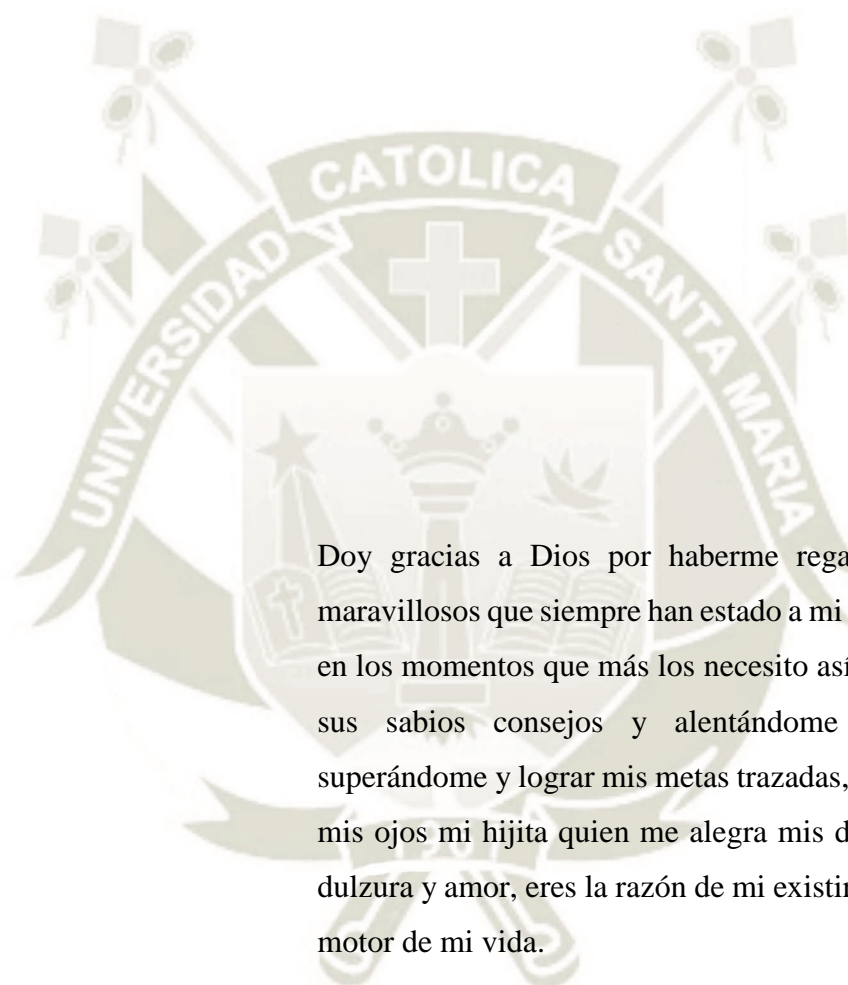 CATOLICA
UNIVERSIDAD
SANTA MARIA
Doy gracias a Dios por haberme rega
maravillosos que siempre han estado a mi
en los momentos que más los necesito así
sus sabios consejos y alentándome
superándome y lograr mis metas trazadas,
mis ojos mi hijita quien me alegra mis d
dulzura y amor, eres la razón de mi existir
motor de mi vida.